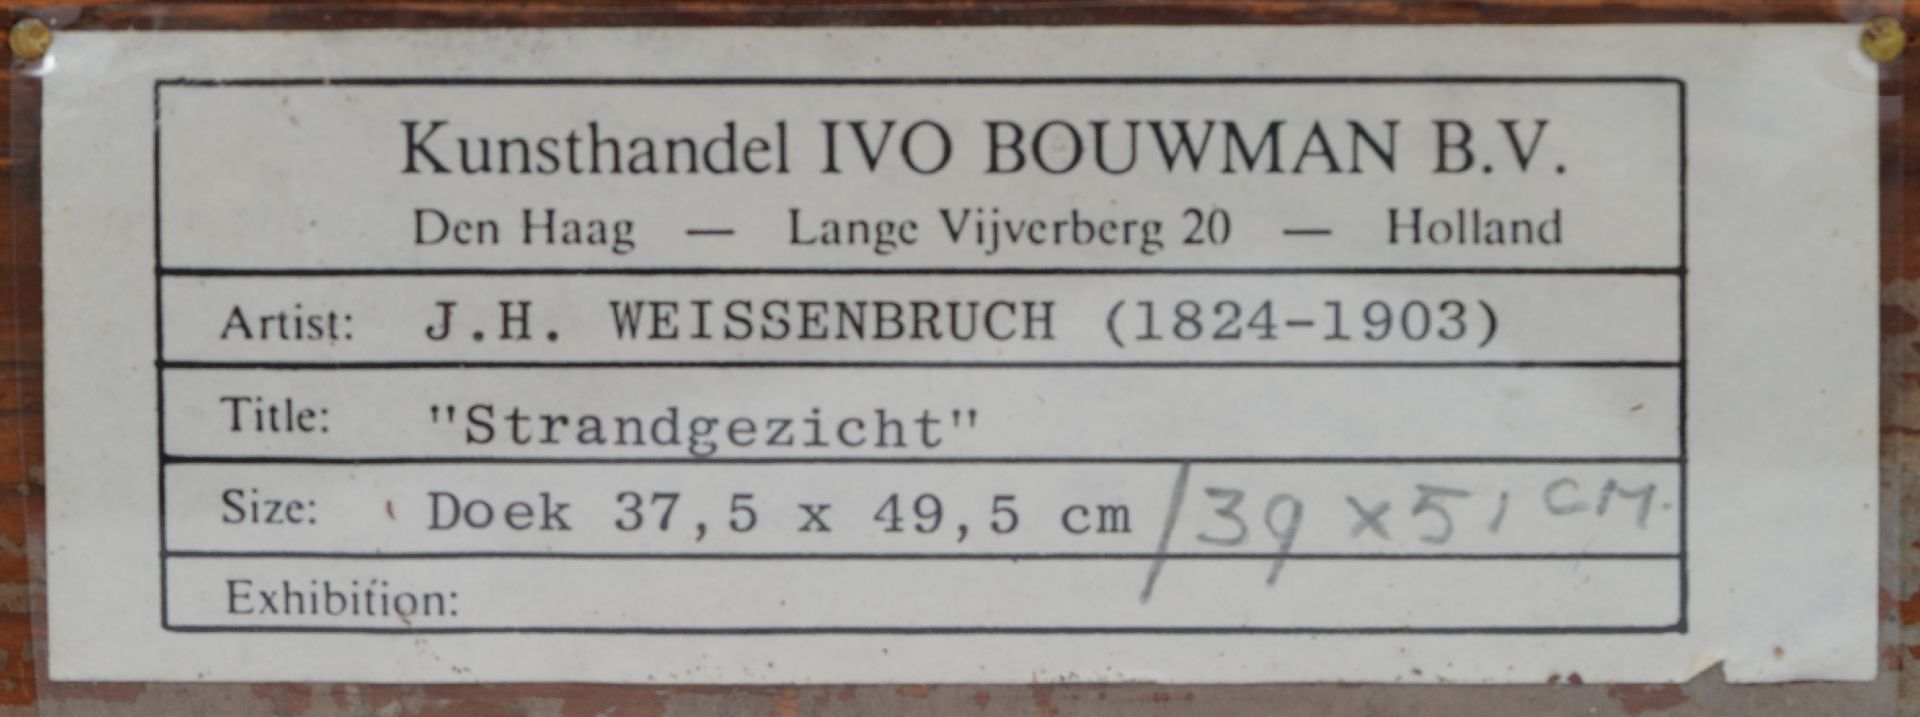 Kunsthandel IVO BOUWMAN B.V.
Den Haag — Lange Vijverberg 20 — Holland
Artist: J.H. WEISSENBRUCH (1824-1903)
Title: "Strandgezicht"
Size: Doek 37,5 x 49,5 cm / 39 x 51 cm.
Exhibition: